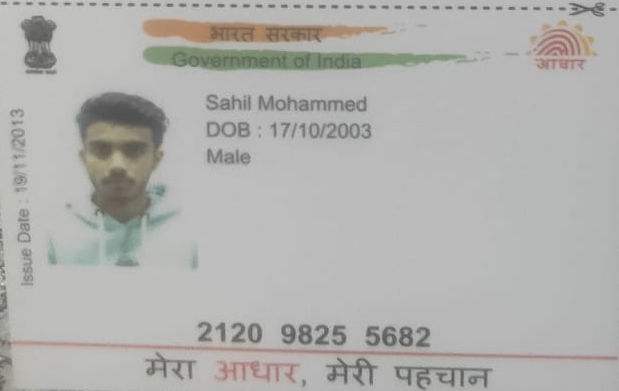 भारत सरकार
Government of India
आधार
Issue Date : 19/11/2013
Sahil Mohammed
DOB : 17/10/2003
Male
2120 9825 5682
मेरा आधार, मेरी पहचान